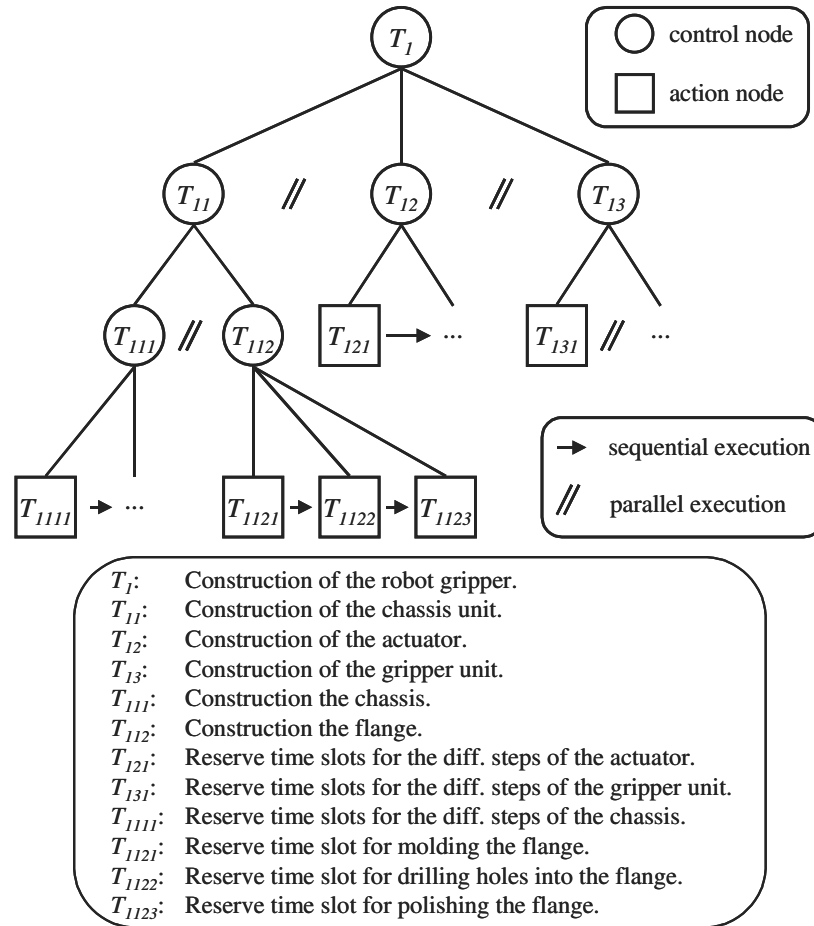 T1
control node
action node
T11 // T12 // T13
T111 // T112 T121 → ... T131 // ...
→ sequential execution
// parallel execution
T1111 → ... T1121 → T1122 → T1123
T1: Construction of the robot gripper.
T11: Construction of the chassis unit.
T12: Construction of the actuator.
T13: Construction of the gripper unit.
T111: Construction the chassis.
T112: Construction the flange.
T121: Reserve time slots for the diff. steps of the actuator.
T131: Reserve time slots for the diff. steps of the gripper unit.
T1111: Reserve time slots for the diff. steps of the chassis.
T1121: Reserve time slot for molding the flange.
T1122: Reserve time slot for drilling holes into the flange.
T1123: Reserve time slot for polishing the flange.